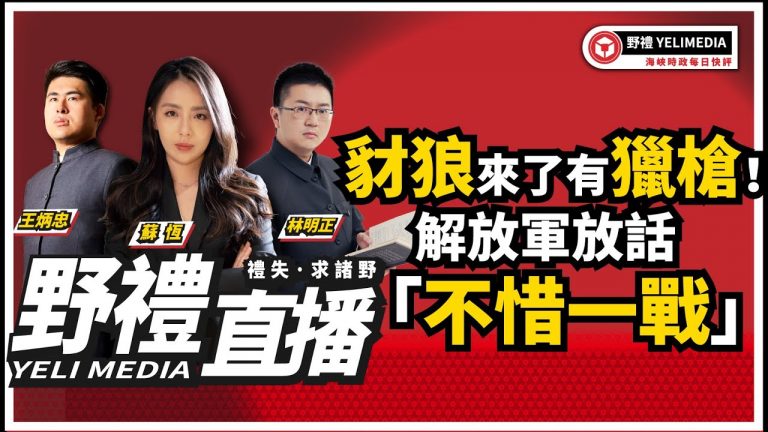 野禮 YELIMEDIA
海峽時政每日快評
豺狼來了有獵槍!
解放軍放話
「不惜一戰」
王炳忠
蘇恆
林明正
禮失·求諸野
野禮直播
YELI MEDIA